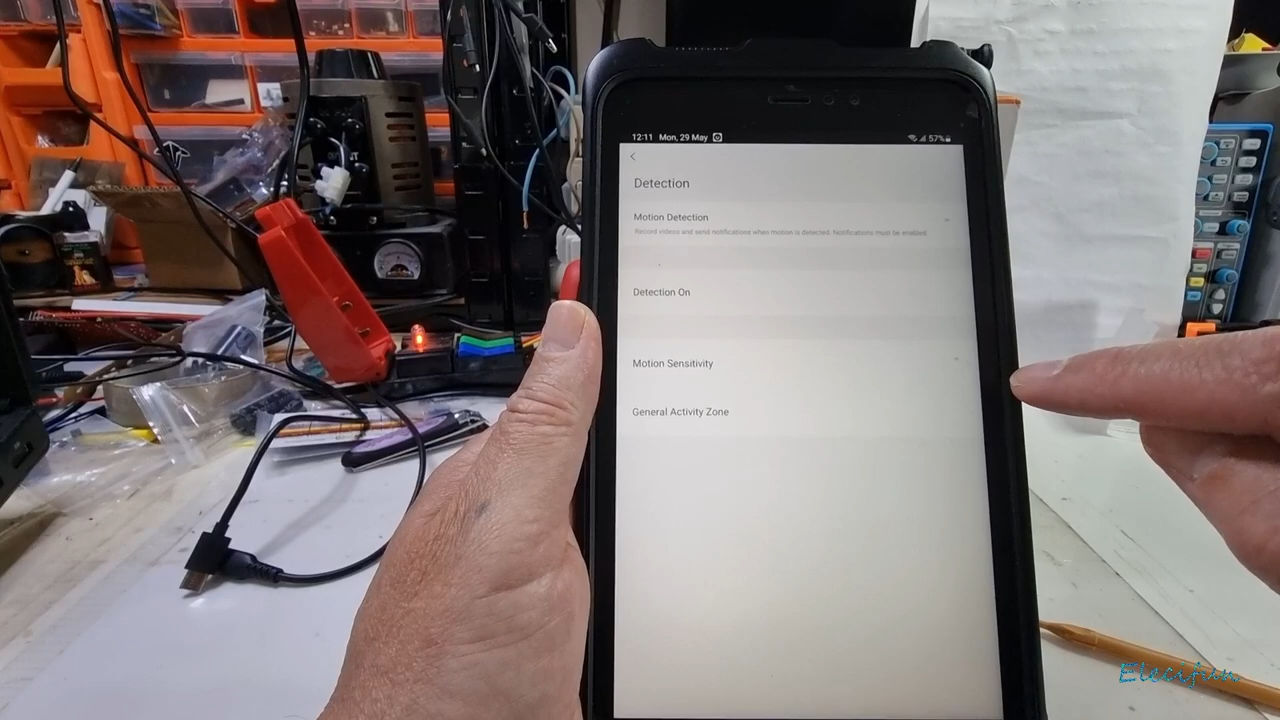 12:11 Mon, 29 May
57%
Detection
Motion Detection
Record videos and send notifications when motion is detected. Notifications must be enabled.
Detection On
Motion Sensitivity
General Activity Zone
Elecifun